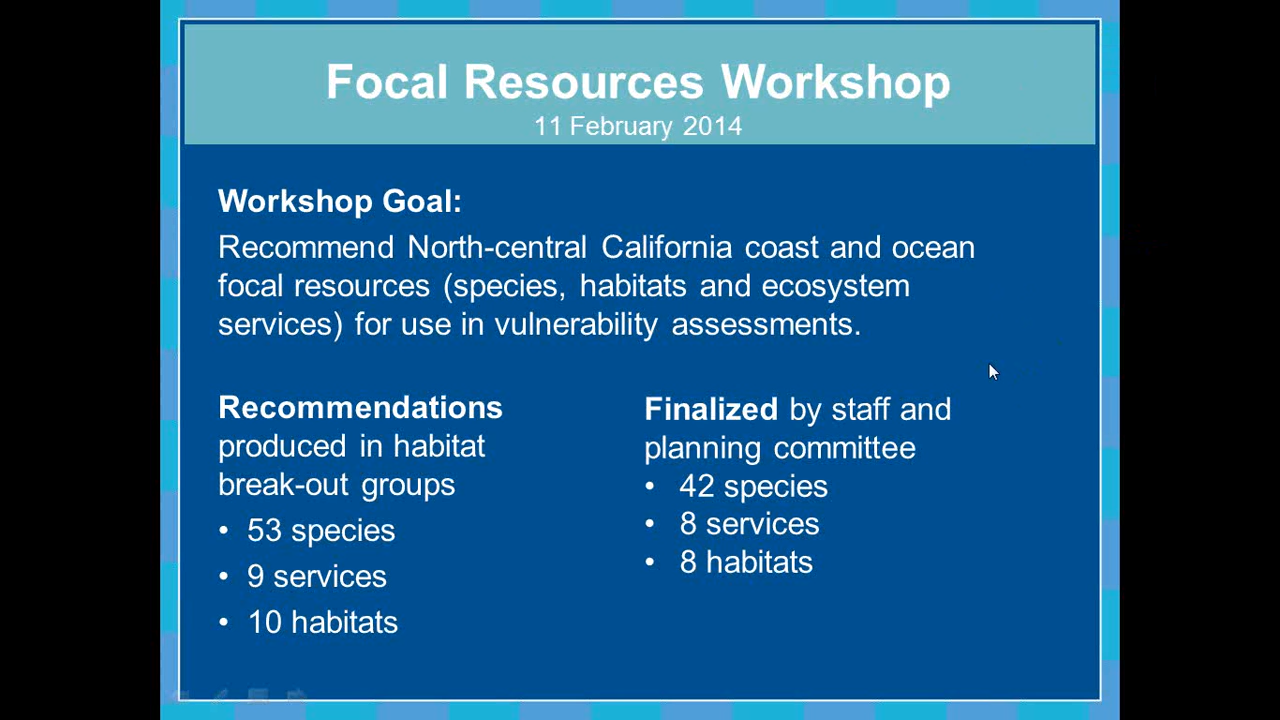 Focal Resources Workshop
11 February 2014
Workshop Goal:
Recommend North-central California coast and ocean
focal resources (species, habitats and ecosystem
services) for use in vulnerability assessments.
Recommendations
produced in habitat
break-out groups
• 53 species
• 9 services
• 10 habitats
Finalized by staff and
planning committee
• 42 species
• 8 services
• 8 habitats